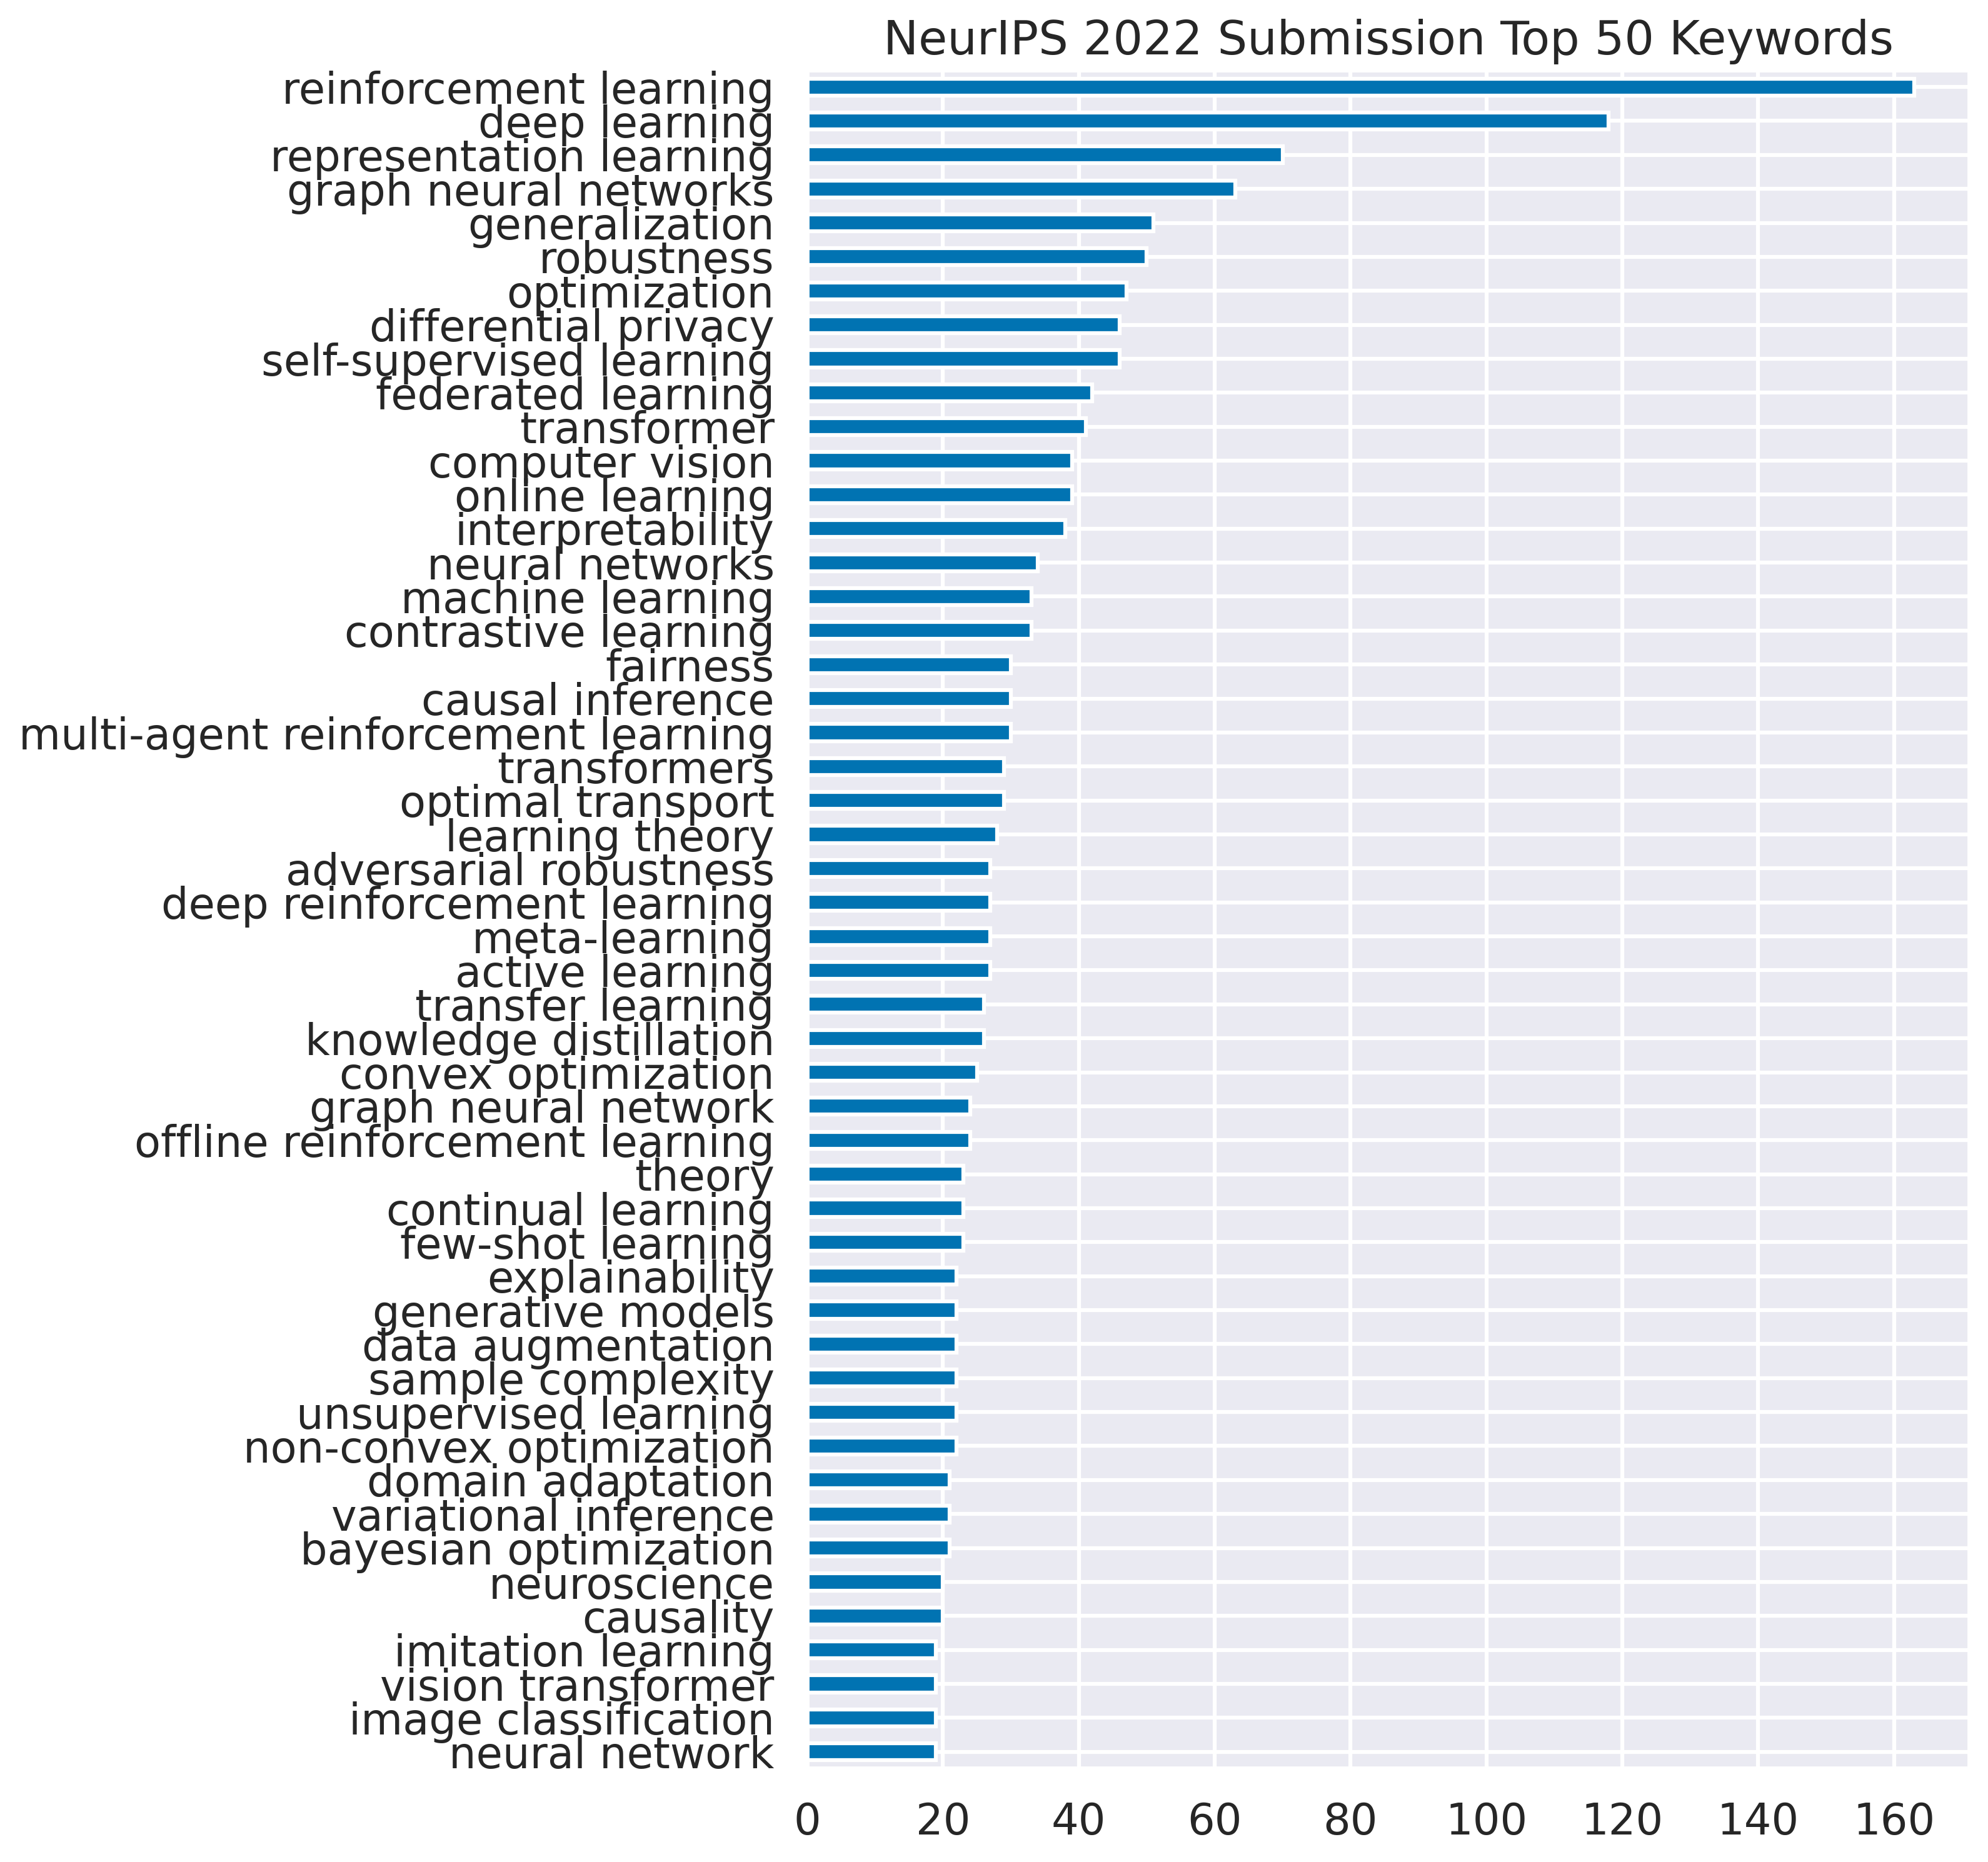 NeurIPS 2022 Submission Top 50 Keywords
reinforcement learning
deep learning
representation learning
graph neural networks
generalization
robustness
optimization
differential privacy
self-supervised learning
federated learning
transformer
computer vision
online learning
interpretability
neural networks
machine learning
contrastive learning
fairness
causal inference
multi-agent reinforcement learning
transformers
optimal transport
learning theory
adversarial robustness
deep reinforcement learning
meta-learning
active learning
transfer learning
knowledge distillation
convex optimization
graph neural network
offline reinforcement learning
theory
continual learning
few-shot learning
explainability
generative models
data augmentation
sample complexity
unsupervised learning
non-convex optimization
domain adaptation
variational inference
bayesian optimization
neuroscience
causality
imitation learning
vision transformer
image classification
neural network
0 20 40 60 80 100 120 140 160